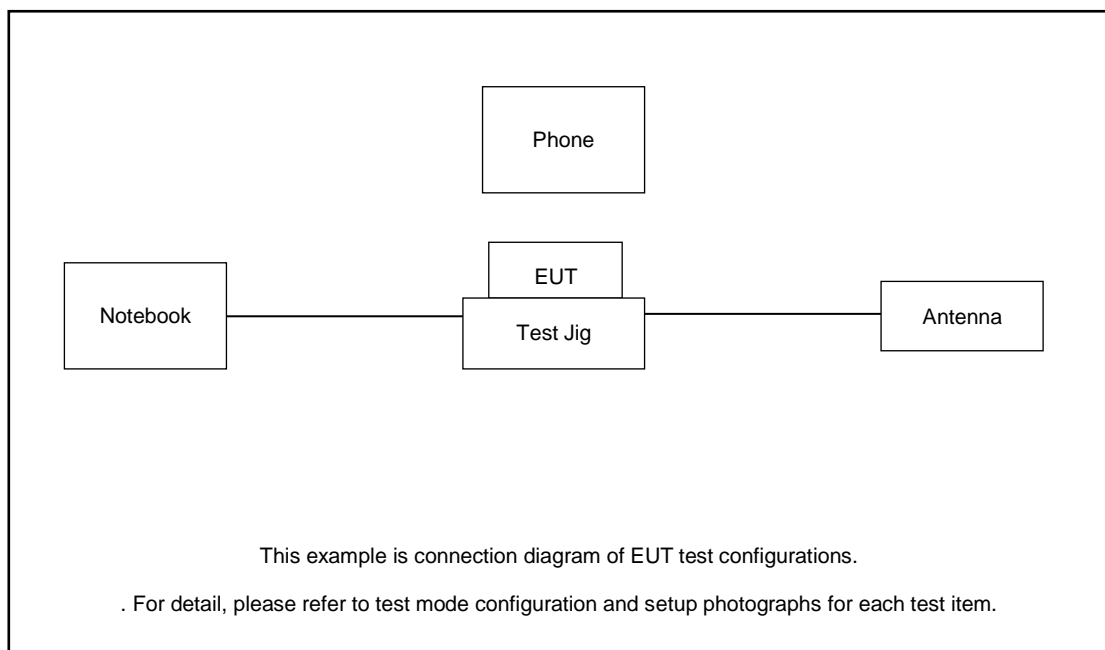 Phone
EUT
Notebook
Test Jig
Antenna
This example is connection diagram of EUT test configurations.
. For detail, please refer to test mode configuration and setup photographs for each test item.